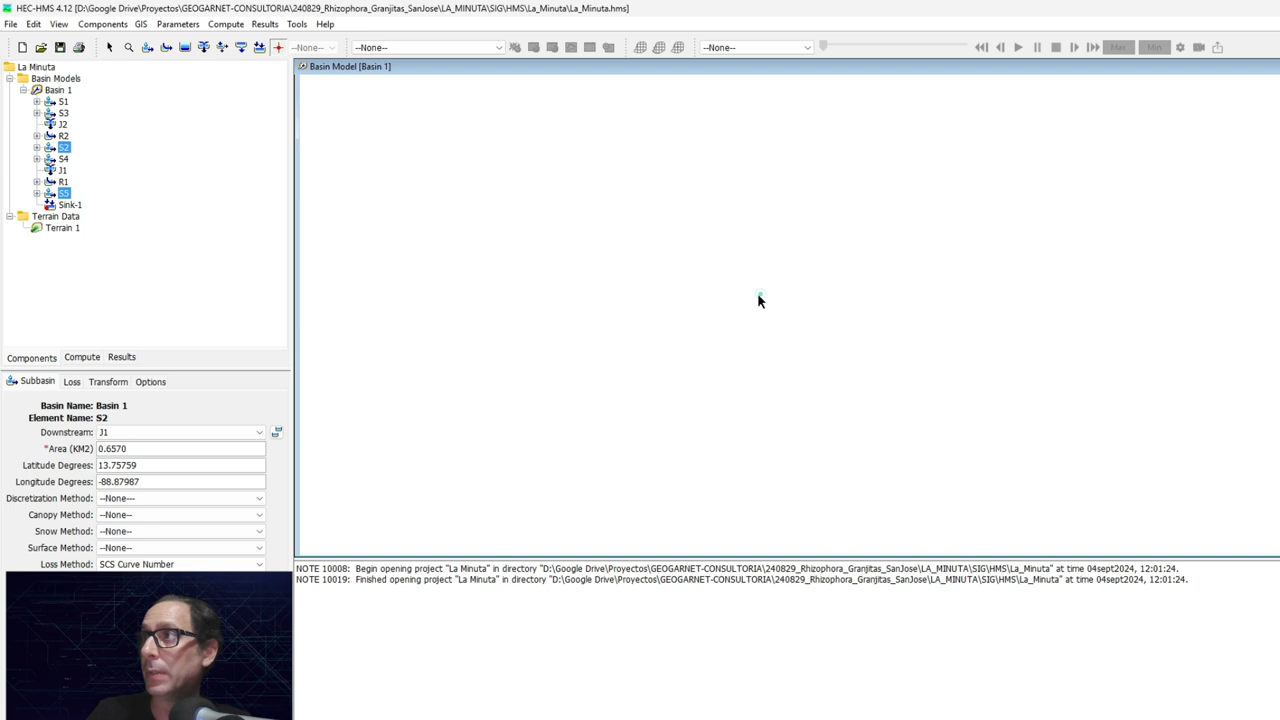 HEC-HMS 4.12 [D:\Google Drive\Proyectos\GEOGARNET-CONSULTORIA\240829_Rhizophora_Granjitas_SanJose\LA_MINUTA\SIG\HMS\La_Minuta\La_Minuta.hms]
File Edit View Components GIS Parameters Compute Results Tools Help
--None-- --None-- --None-- Max Min
La Minuta
Basin Models
Basin 1
S1
S3
J2
R2
S2
S4
J1
R1
S5
Sink-1
Terrain Data
Terrain 1
Components Compute Results
Basin Model [Basin 1]
Subbasin Loss Transform Options
Basin Name: Basin 1
Element Name: S2
Downstream: J1
*Area (KM2) 0.6570
Latitude Degrees: 13.75759
Longitude Degrees: -88.87987
Discretization Method: --None--
Canopy Method: --None--
Snow Method: --None--
Surface Method: --None--
Loss Method: SCS Curve Number
NOTE 10008: Begin opening project "La Minuta" in directory "D:\Google Drive\Proyectos\GEOGARNET-CONSULTORIA\240829_Rhizophora_Granjitas_SanJose\LA_MINUTA\SIG\HMS\La_Minuta" at time 04sept2024, 12:01:24.
NOTE 10019: Finished opening project "La Minuta" in directory "D:\Google Drive\Proyectos\GEOGARNET-CONSULTORIA\240829_Rhizophora_Granjitas_SanJose\LA_MINUTA\SIG\HMS\La_Minuta" at time 04sept2024, 12:01:24.